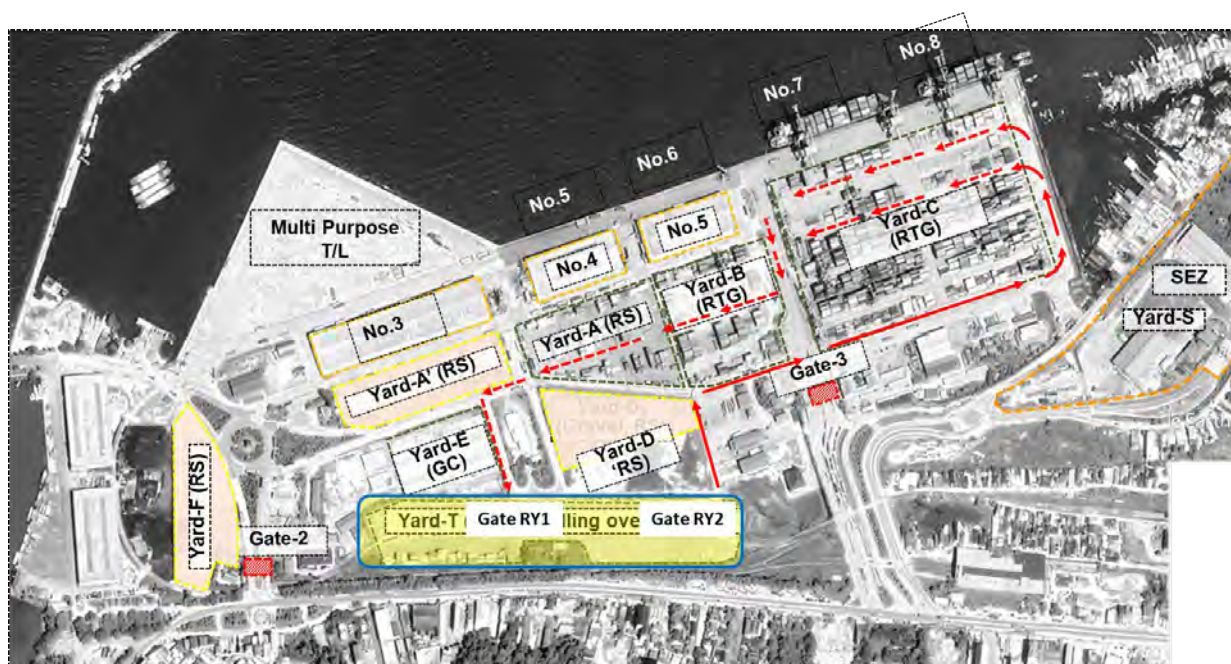 No.8
No.7
No.6
No.5
Multi Purpose
T/L
No.5
No.4
No.3
Yard-C
(RTG)
Yard-B
(RTG)
Yard-A (RS)
Yard-A' (RS)
SEZ
Yard-S
Gate-3
Yard-D
'RS)
Yard-E
(GC)
Yard-F (RS)
Gate-2
Yard-T (
Gate RY1
lling over
Gate RY2